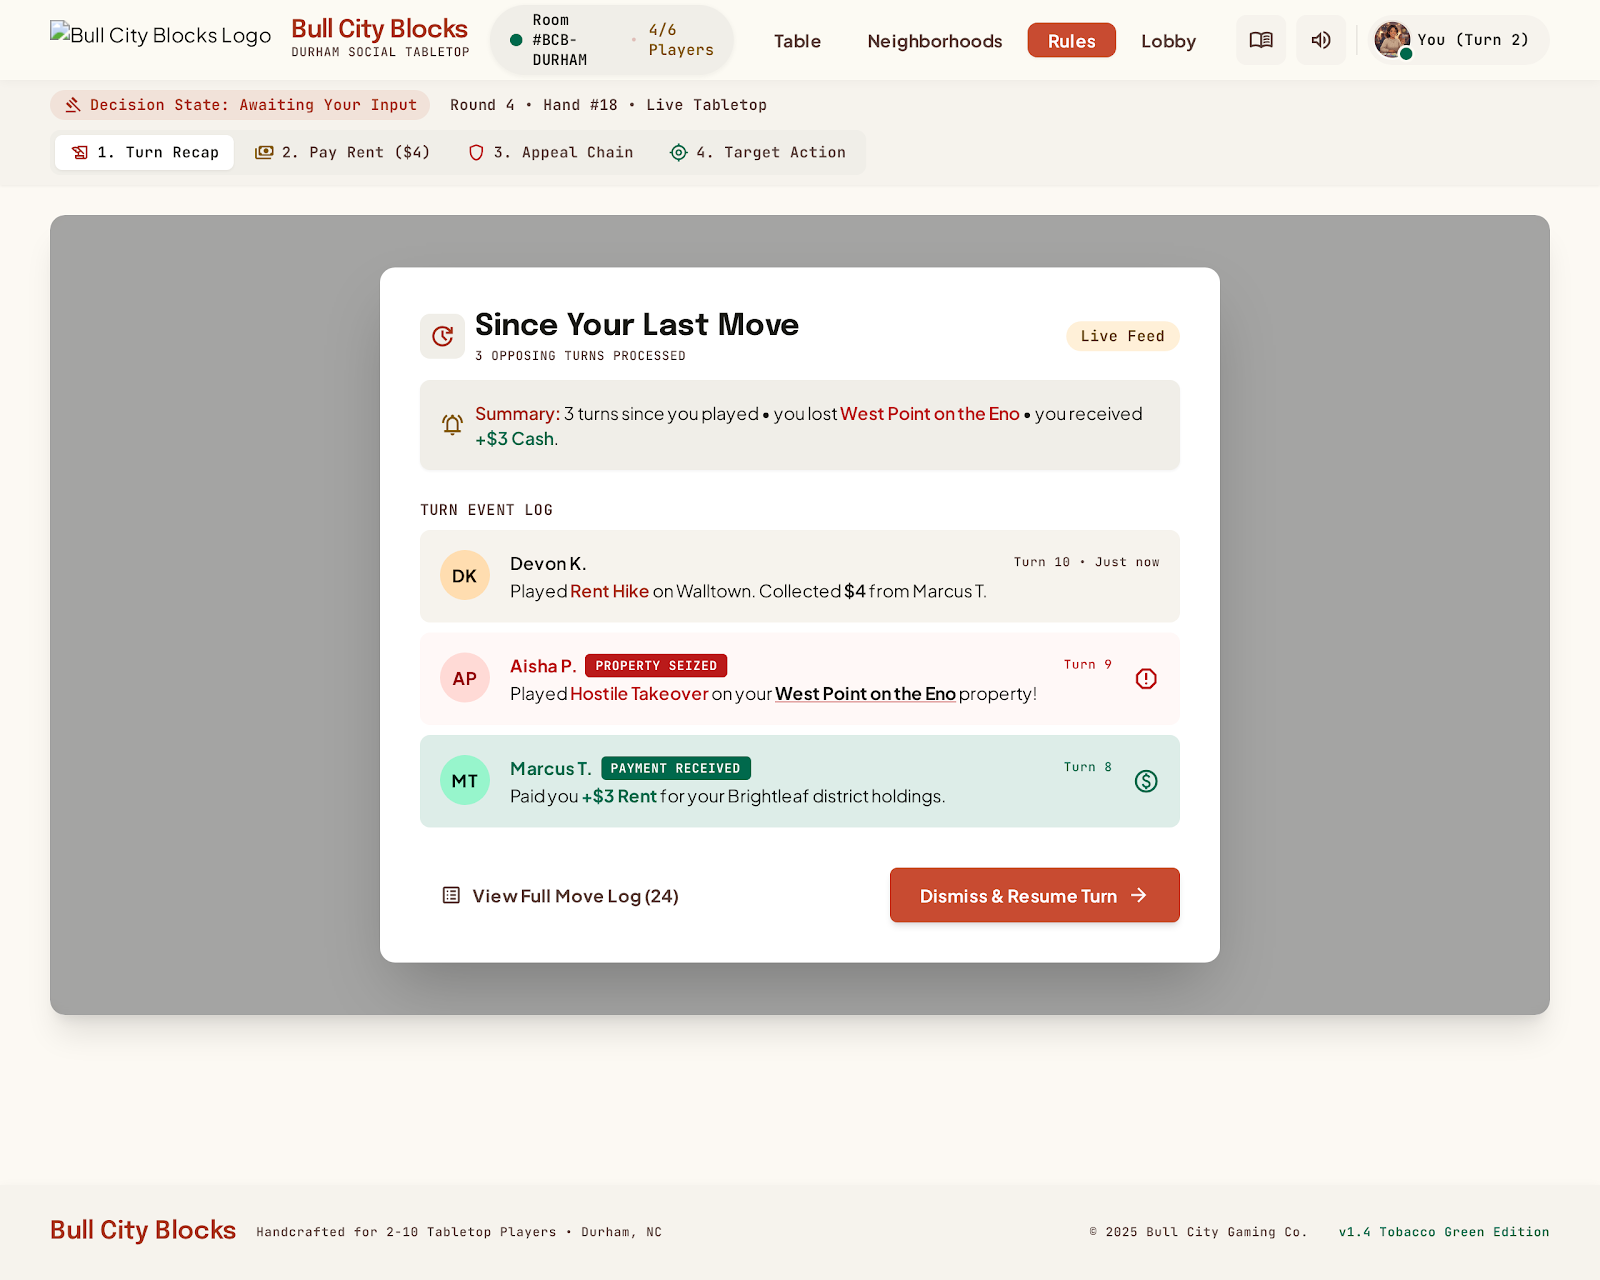 Bull City Blocks Logo
Bull City Blocks
DURHAM SOCIAL TABLETOP
Room
#BCB-
DURHAM
•
4/6
Players
Table
Neighborhoods
Rules
Lobby
You (Turn 2)
Decision State: Awaiting Your Input
Round 4 • Hand #18 • Live Tabletop
1. Turn Recap
2. Pay Rent ($4)
3. Appeal Chain
4. Target Action
Since Your Last Move
3 OPPOSING TURNS PROCESSED
Live Feed
Summary: 3 turns since you played • you lost West Point on the Eno • you received
+$3 Cash.
TURN EVENT LOG
DK
Devon K.
Turn 10 • Just now
Played Rent Hike on Walltown. Collected $4 from Marcus T.
AP
Aisha P.
PROPERTY SEIZED
Turn 9
Played Hostile Takeover on your West Point on the Eno property!
MT
Marcus T.
PAYMENT RECEIVED
Turn 8
Paid you +$3 Rent for your Brightleaf district holdings.
View Full Move Log (24)
Dismiss & Resume Turn
Bull City Blocks
Handcrafted for 2-10 Tabletop Players • Durham, NC
© 2025 Bull City Gaming Co.
v1.4 Tobacco Green Edition